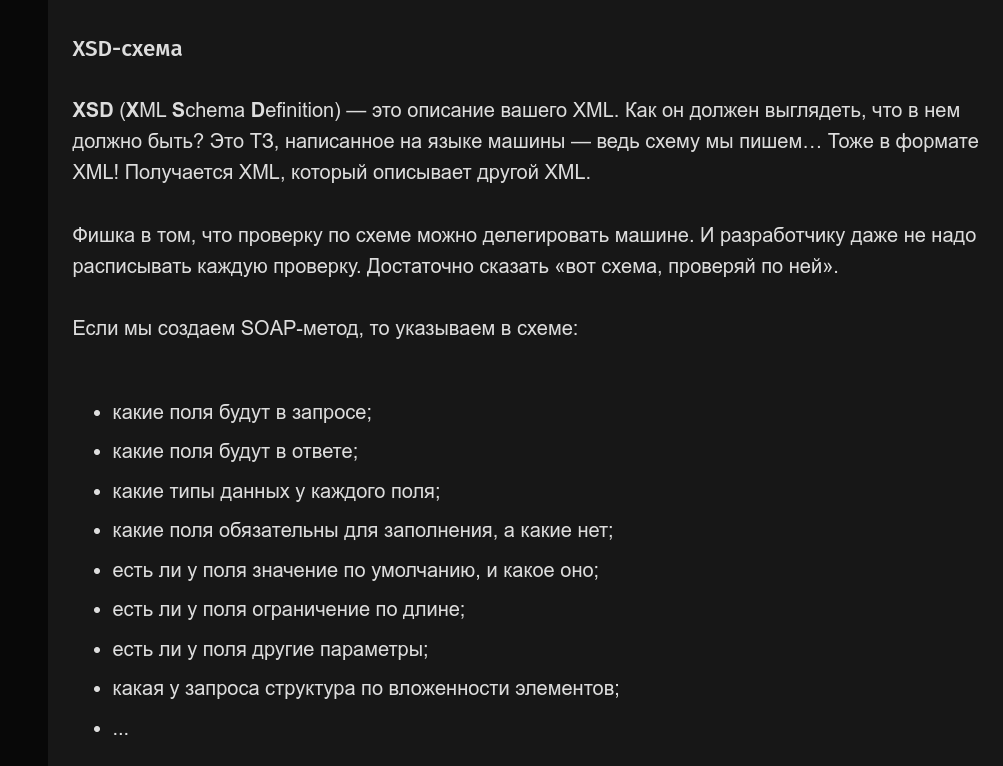 XSD-схема
XSD (XML Schema Definition) — это описание вашего XML. Как он должен выглядеть, что в нем
должно быть? Это ТЗ, написанное на языке машины — ведь схему мы пишем… Тоже в формате
XML! Получается XML, который описывает другой XML.
Фишка в том, что проверку по схеме можно делегировать машине. И разработчику даже не надо
расписывать каждую проверку. Достаточно сказать «вот схема, проверяй по ней».
Если мы создаем SOAP-метод, то указываем в схеме:
• какие поля будут в запросе;
• какие поля будут в ответе;
• какие типы данных у каждого поля;
• какие поля обязательны для заполнения, а какие нет;
• есть ли у поля значение по умолчанию, и какое оно;
• есть ли у поля ограничение по длине;
• есть ли у поля другие параметры;
• какая у запроса структура по вложенности элементов;
• ...